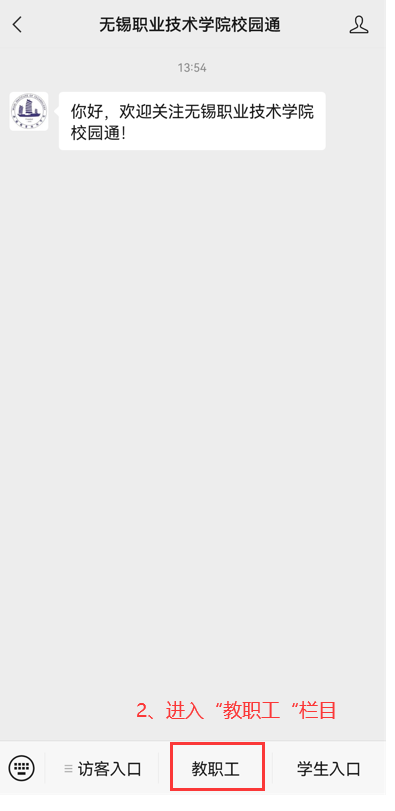 无锡职业技术学院校园通
13:54
你好，欢迎关注无锡职业技术学院
校园通！
2、进入“教职工“栏目
访客入口
教职工
学生入口